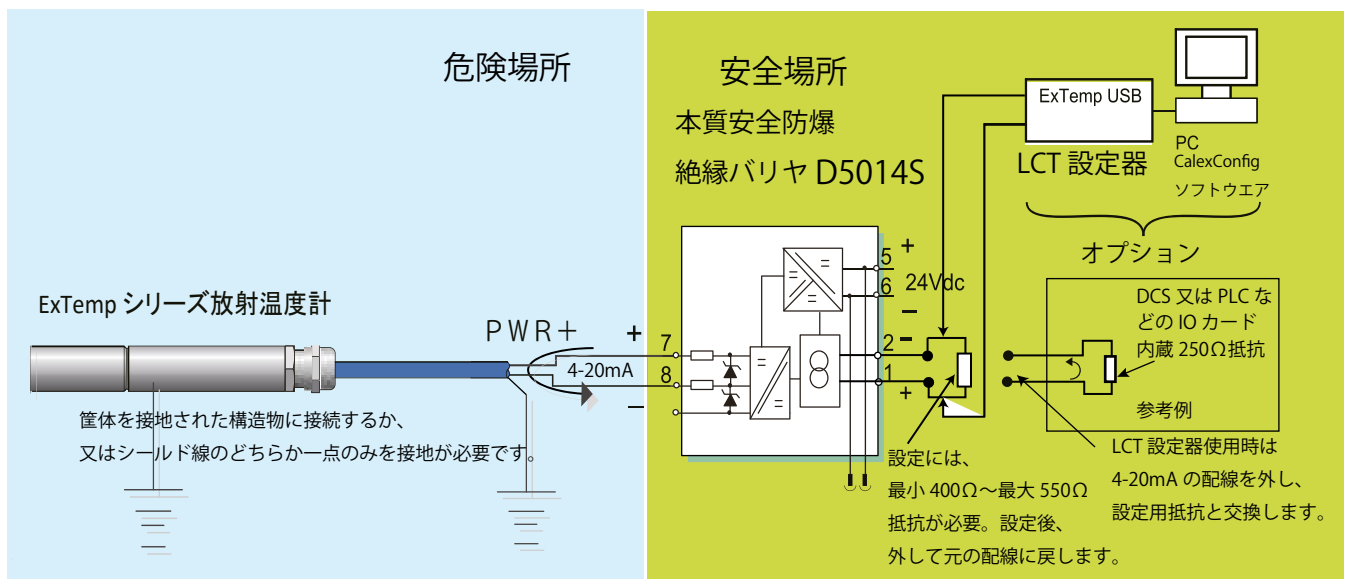 危険場所
安全場所
本質安全防爆
絶縁バリヤ D5014S
ExTemp USB
LCT 設定器
PC
CalexConfig
ソフトウエア
オプション
ExTemp シリーズ放射温度計
PWR+
+
4-20mA
−
7
8
5
+
24Vdc
6
−
2
−
1
+
DCS 又は PLC な
どの IO カード
内蔵 250Ω抵抗
参考例
筐体を接地された構造物に接続するか、
又はシールド線のどちらか一点のみを接地が必要です。
設定には、
最小 400Ω～最大 550Ω
抵抗が必要。設定後、
外して元の配線に戻します。
LCT 設定器使用時は
4-20mA の配線を外し、
設定用抵抗と交換します。